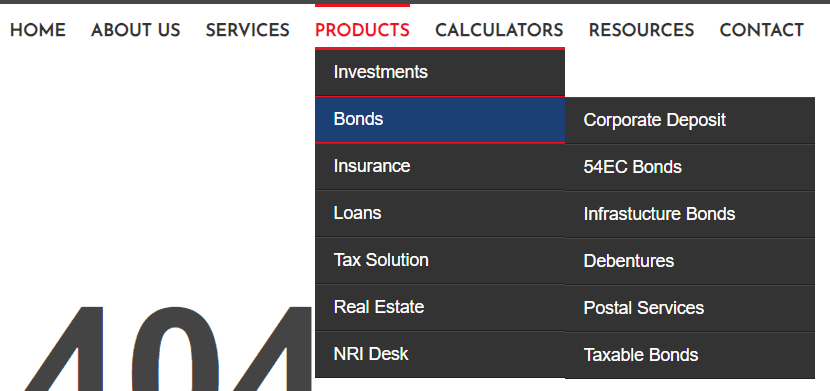 HOME ABOUT US SERVICES PRODUCTS CALCULATORS RESOURCES CONTACT
Investments
Bonds
Insurance
Loans
Tax Solution
Real Estate
NRI Desk
Corporate Deposit
54EC Bonds
Infrastucture Bonds
Debentures
Postal Services
Taxable Bonds
404